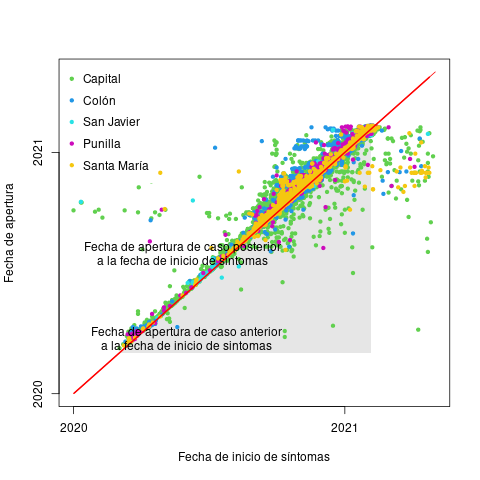 Capital
Colón
San Javier
Punilla
Santa María
Fecha de apertura
2021
2020
Fecha de apertura de caso posterior
a la fecha de inicio de síntomas
Fecha de apertura de caso anterior
a la fecha de inicio de sintomas
2020
2021
Fecha de inicio de síntomas